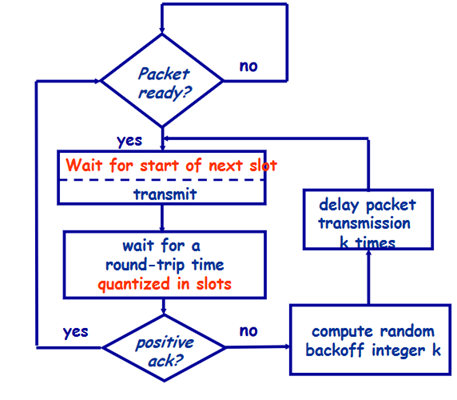 Packet
ready?
no
yes
Wait for start of next slot
transmit
wait for a
round-trip time
quantized in slots
positive
ack?
yes
no
compute random
backoff integer k
delay packet
transmission
k times